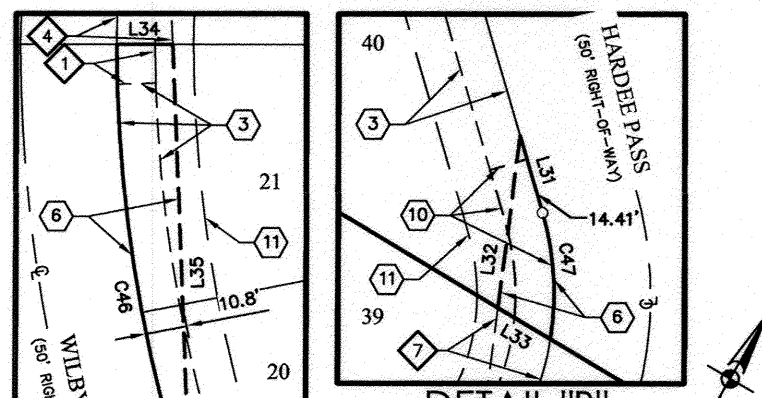 4
L34
1
3
21
6
11
℄
C46
L35
10.8'
WILBY
(50' RIG
20
40
HARDEE PASS
(50' RIGHT-OF-WAY)
3
L31
10
14.41'
L32
C47
11
℄
39
6
L33
7
DETAIL "B"